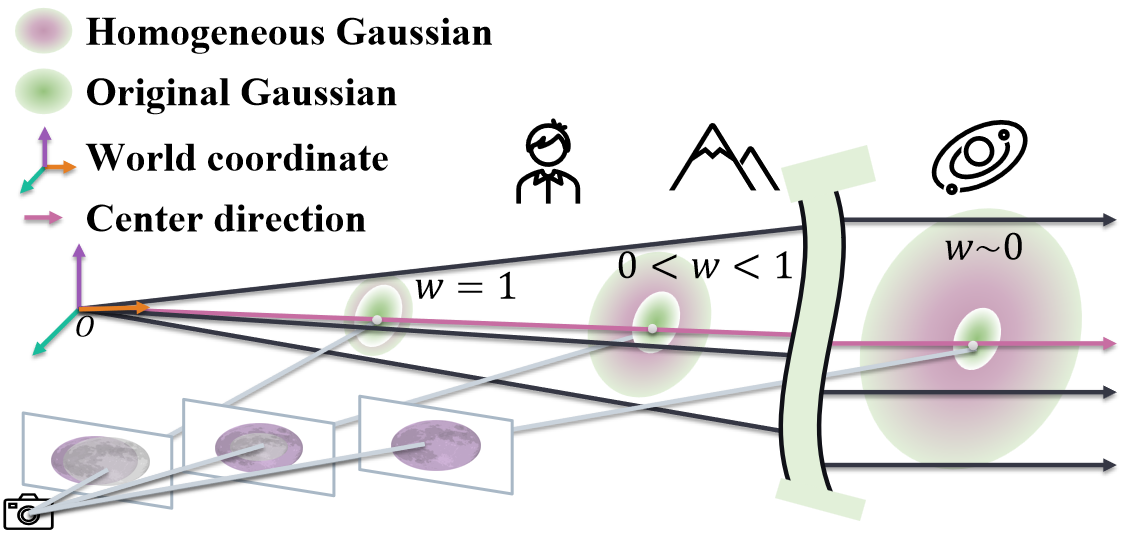 Homogeneous Gaussian
Original Gaussian
World coordinate
Center direction
w = 1
0 < w < 1
w~0
O